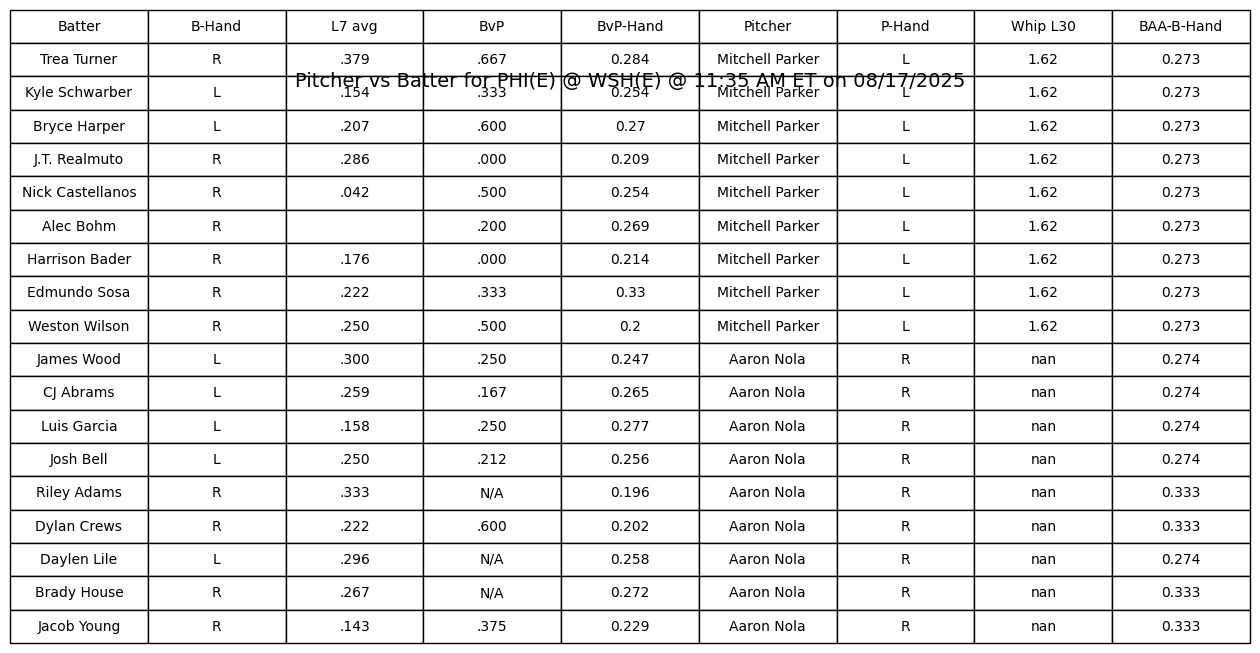 Batter B-Hand L7 avg BvP BvP-Hand Pitcher P-Hand Whip L30 BAA-B-Hand
Trea Turner R .379 .667 0.284 Mitchell Parker L 1.62 0.273
Pitcher vs Batter for PHI(E) @ WSH(E) @ 11:35 AM ET on 08/17/2025
Kyle Schwarber L .154 .333 0.254 Mitchell Parker L 1.62 0.273
Bryce Harper L .207 .600 0.27 Mitchell Parker L 1.62 0.273
J.T. Realmuto R .286 .000 0.209 Mitchell Parker L 1.62 0.273
Nick Castellanos R .042 .500 0.254 Mitchell Parker L 1.62 0.273
Alec Bohm R .200 0.269 Mitchell Parker L 1.62 0.273
Harrison Bader R .176 .000 0.214 Mitchell Parker L 1.62 0.273
Edmundo Sosa R .222 .333 0.33 Mitchell Parker L 1.62 0.273
Weston Wilson R .250 .500 0.2 Mitchell Parker L 1.62 0.273
James Wood L .300 .250 0.247 Aaron Nola R nan 0.274
CJ Abrams L .259 .167 0.265 Aaron Nola R nan 0.274
Luis Garcia L .158 .250 0.277 Aaron Nola R nan 0.274
Josh Bell L .250 .212 0.256 Aaron Nola R nan 0.274
Riley Adams R .333 N/A 0.196 Aaron Nola R nan 0.333
Dylan Crews R .222 .600 0.202 Aaron Nola R nan 0.333
Daylen Lile L .296 N/A 0.258 Aaron Nola R nan 0.274
Brady House R .267 N/A 0.272 Aaron Nola R nan 0.333
Jacob Young R .143 .375 0.229 Aaron Nola R nan 0.333